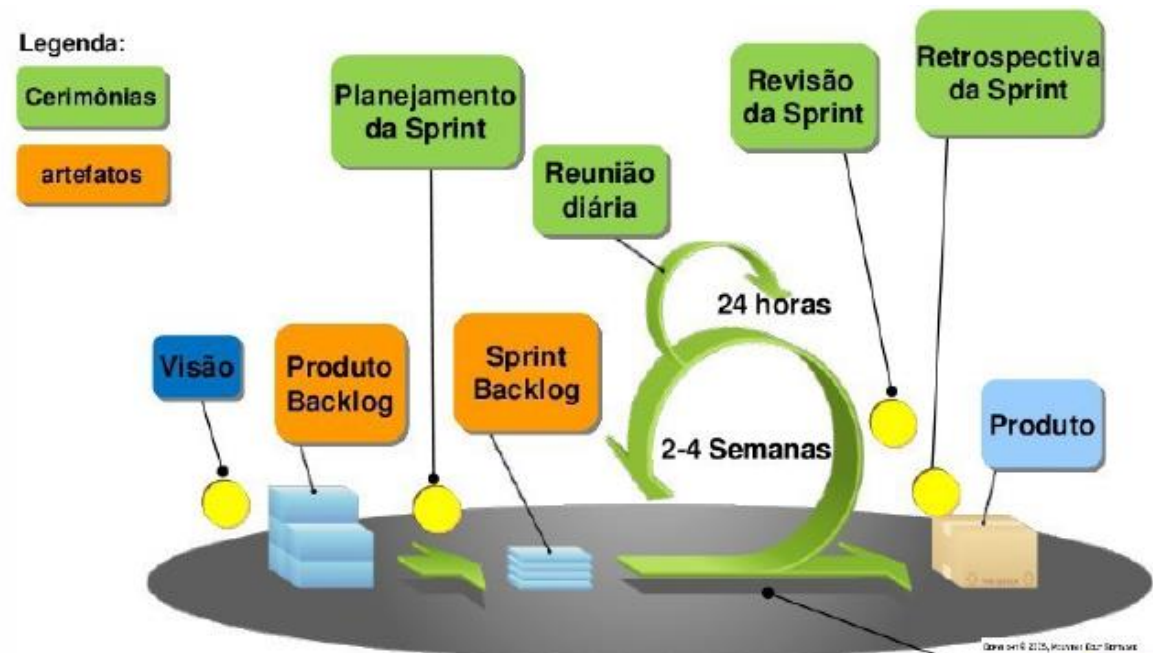 Legenda:
Cerimônias
artefatos
Planejamento
da Sprint
Revisão
da Sprint
Retrospectiva
da Sprint
Reunião
diária
24 horas
Visão
Produto
Backlog
Sprint
Backlog
2-4 Semanas
Produto